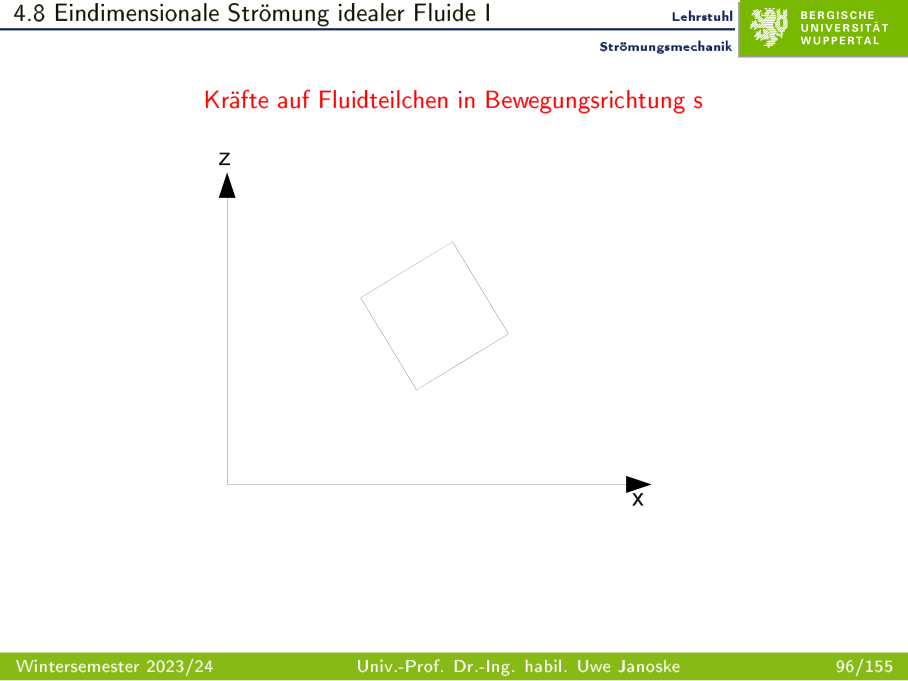 4.8 Eindimensionale Strömung idealer Fluide I
Lehrstuhl
Strömungsmechanik
BERGISCHE
UNIVERSITÄT
WUPPERTAL
Kräfte auf Fluidteilchen in Bewegungsrichtung s
z
x
Wintersemester 2023/24
Univ.-Prof. Dr.-Ing. habil. Uwe Janoske
96/155